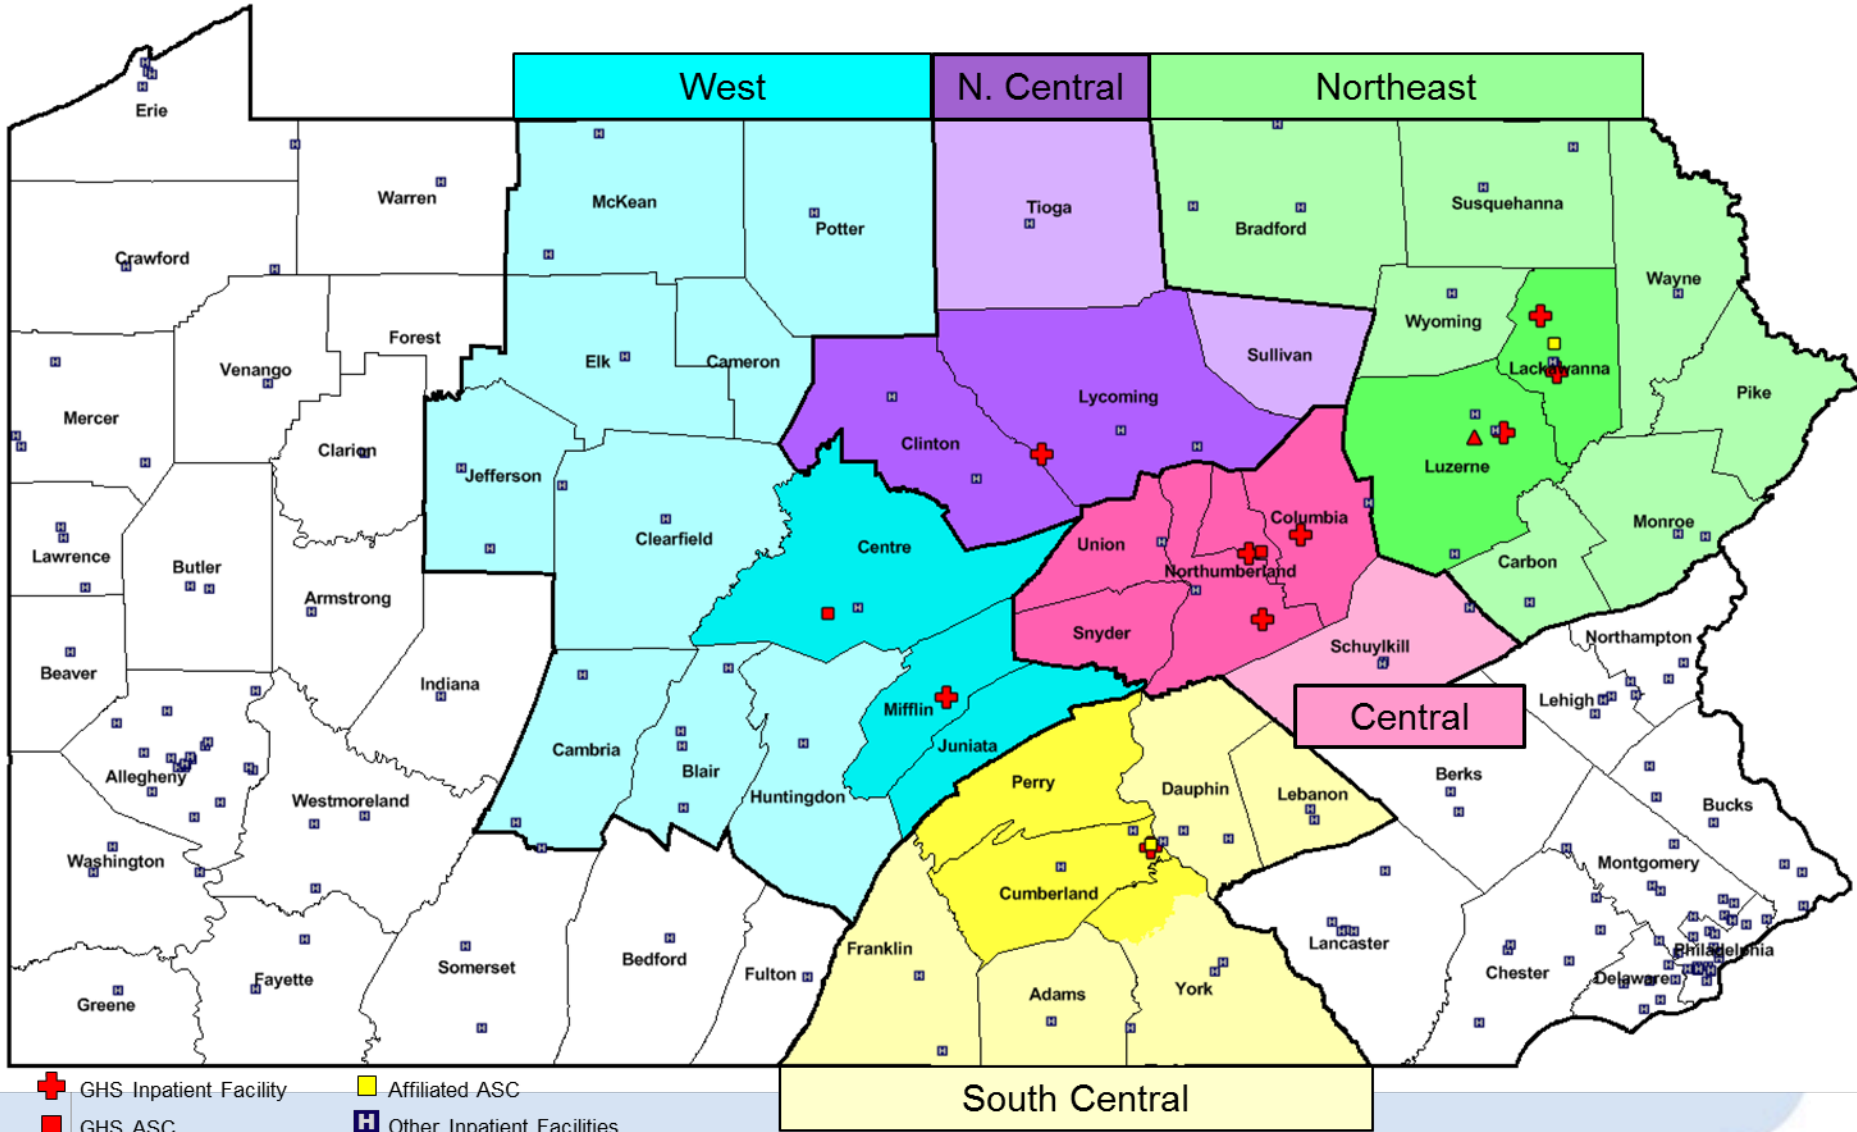 West
N. Central
Northeast
Erie
Warren
McKean
Potter
Tioga
Bradford
Susquehanna
Crawford
Wayne
Forest
Wyoming
Venango
Elk
Cameron
Sullivan
Lackawanna
Mercer
Lycoming
Pike
Clarion
Clinton
Jefferson
Luzerne
Clearfield
Centre
Union
Columbia
Monroe
Lawrence
Butler
Northumberland
Carbon
Armstrong
Snyder
Schuylkill
Northampton
Beaver
Indiana
Mifflin
Lehigh
Central
Juniata
Cambria
Allegheny
Blair
Perry
Dauphin
Berks
Westmoreland
Huntingdon
Lebanon
Bucks
Washington
Cumberland
Montgomery
Franklin
Lancaster
Philadelphia
Somerset
Bedford
Fulton
Fayette
Chester
Delaware
Greene
Adams
York
GHS Inpatient Facility
Affiliated ASC
South Central
GHS ASC
H Other Inpatient Facilities